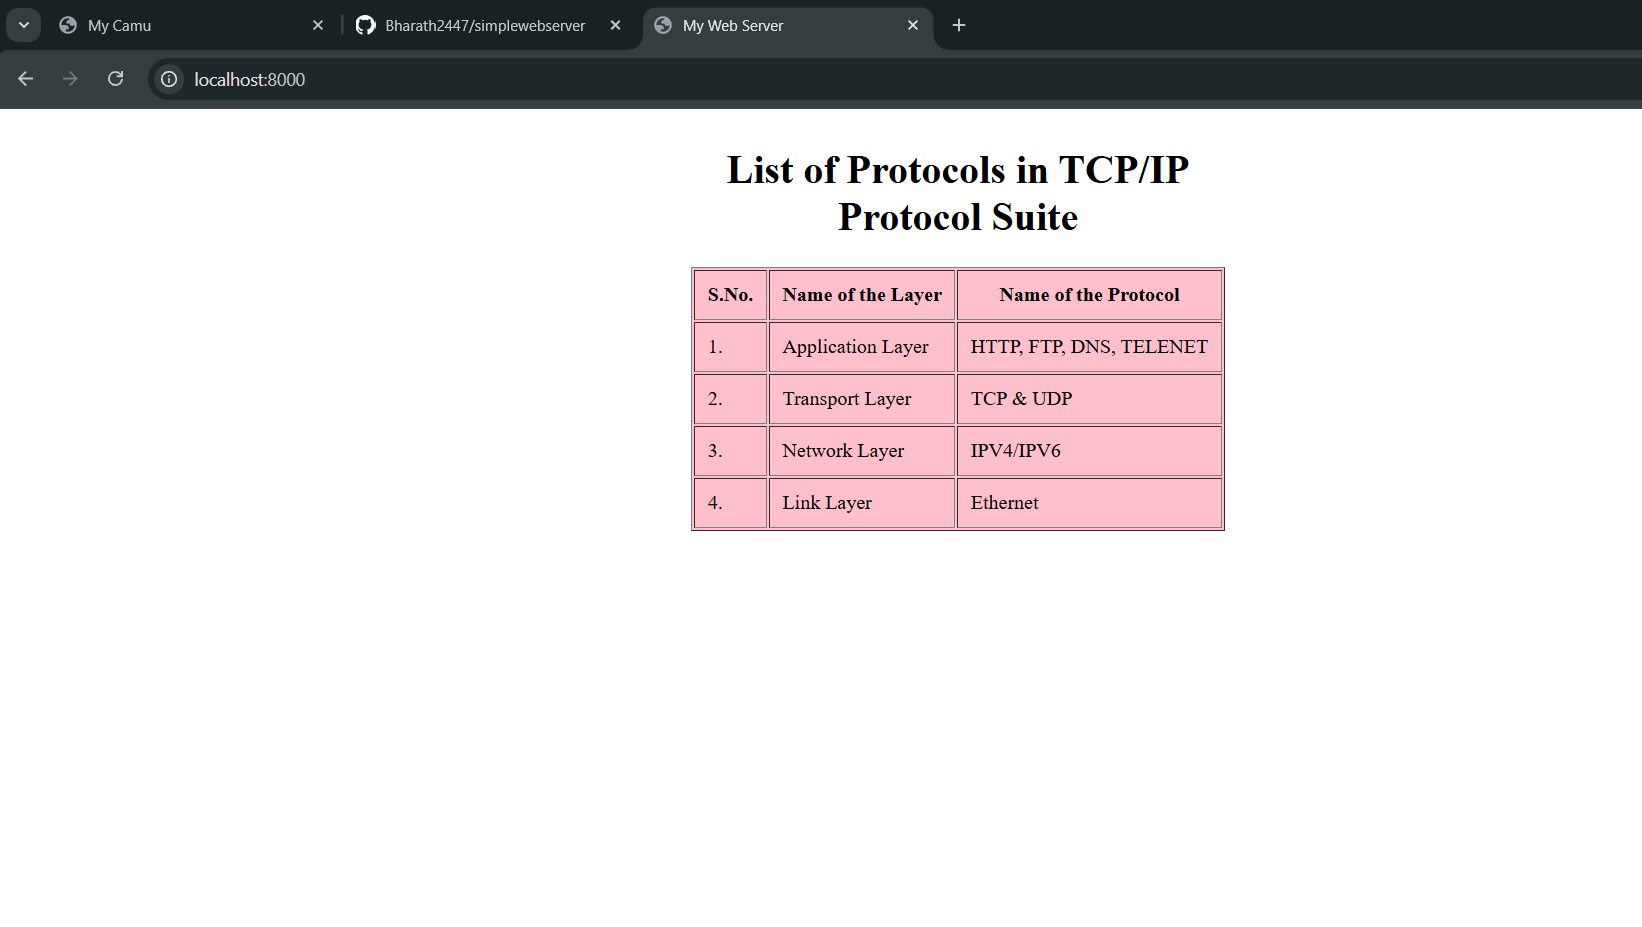 My Camu
Bharath2447/simplewebserver
My Web Server
localhost:8000
List of Protocols in TCP/IP
Protocol Suite
S.No. Name of the Layer Name of the Protocol
1. Application Layer HTTP, FTP, DNS, TELENET
2. Transport Layer TCP & UDP
3. Network Layer IPV4/IPV6
4. Link Layer Ethernet